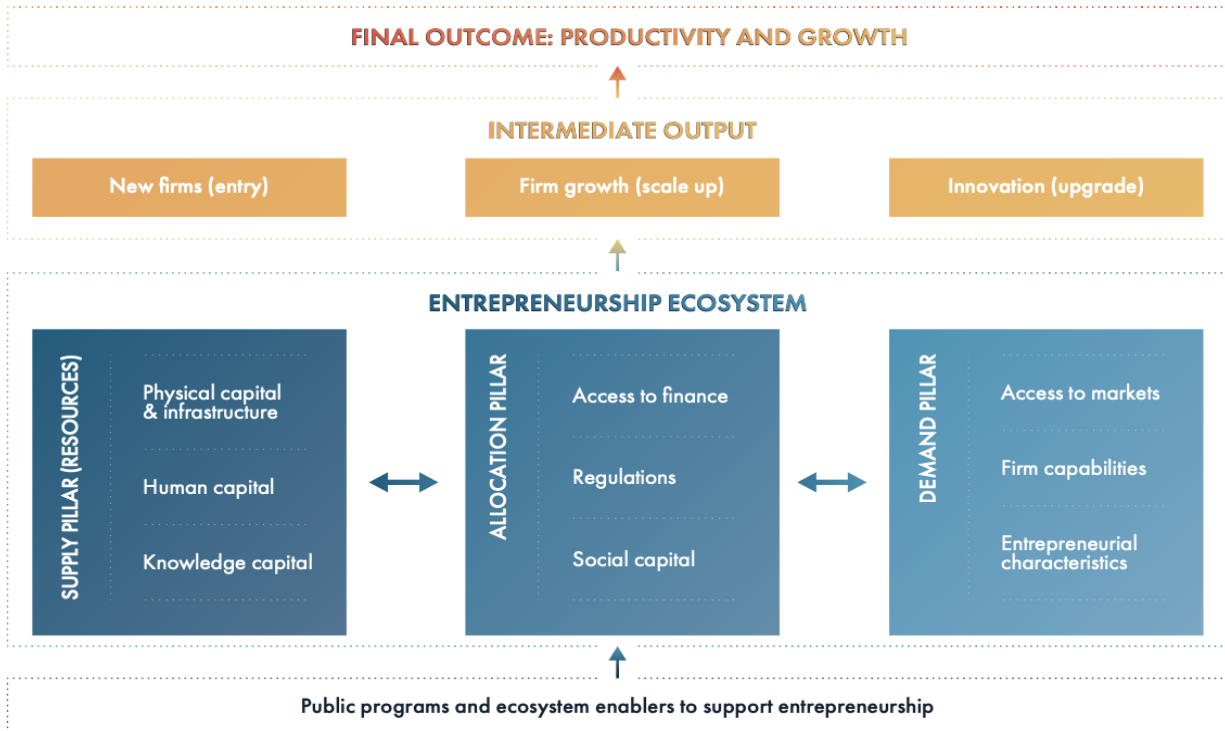 FINAL OUTCOME: PRODUCTIVITY AND GROWTH
INTERMEDIATE OUTPUT
New firms (entry)
Firm growth (scale up)
Innovation (upgrade)
ENTREPRENEURSHIP ECOSYSTEM
SUPPLY PILLAR (RESOURCES)
Physical capital
& infrastructure
Human capital
Knowledge capital
ALLOCATION PILLAR
Access to finance
Regulations
Social capital
DEMAND PILLAR
Access to markets
Firm capabilities
Entrepreneurial
characteristics
Public programs and ecosystem enablers to support entrepreneurship